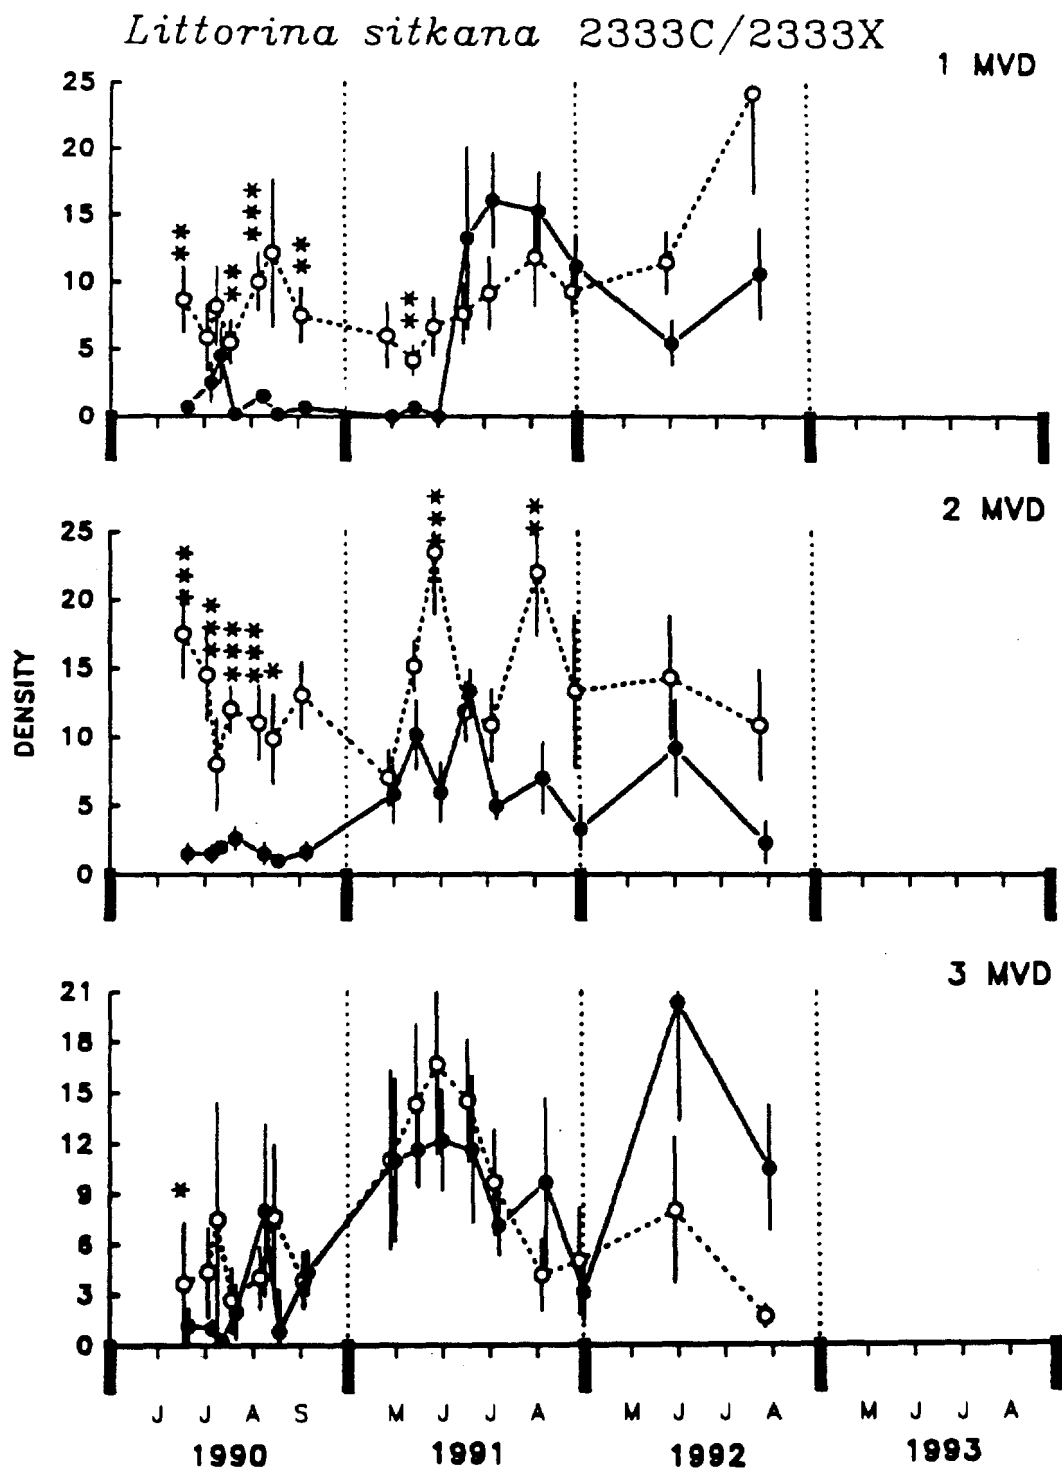 Littorina sitkana 2333C/2333X
1 MVD
25
20
15
10
5
0
** ** *** ** **
2 MVD
25
20
15
10
5
0
*** *** *** *** * *** **
DENSITY
3 MVD
21
18
15
12
9
6
3
0
*
J J A S M J J A M J J A M J J A
1990 1991 1992 1993